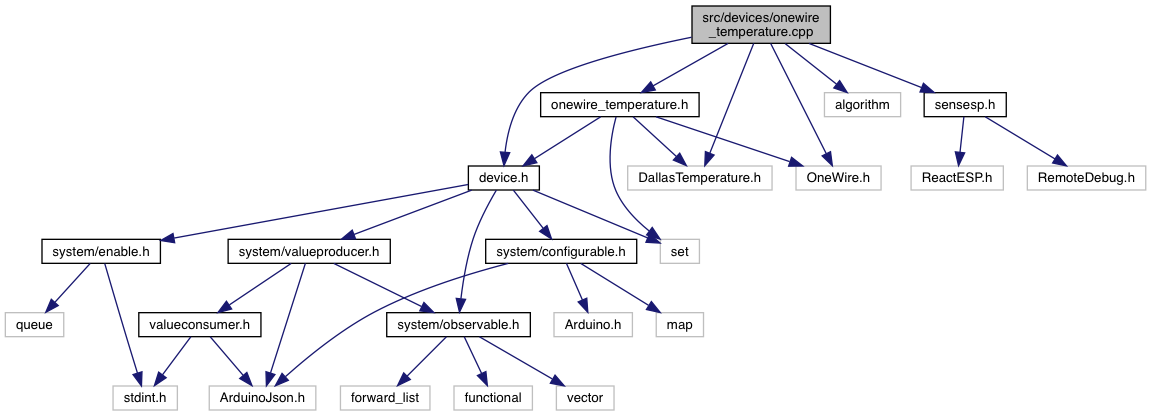 src/devices/onewire
_temperature.cpp
onewire_temperature.h
algorithm
sensesp.h
device.h
DallasTemperature.h
OneWire.h
ReactESP.h
RemoteDebug.h
system/enable.h
system/valueproducer.h
system/configurable.h
set
queue
valueconsumer.h
system/observable.h
Arduino.h
map
stdint.h
ArduinoJson.h
forward_list
functional
vector